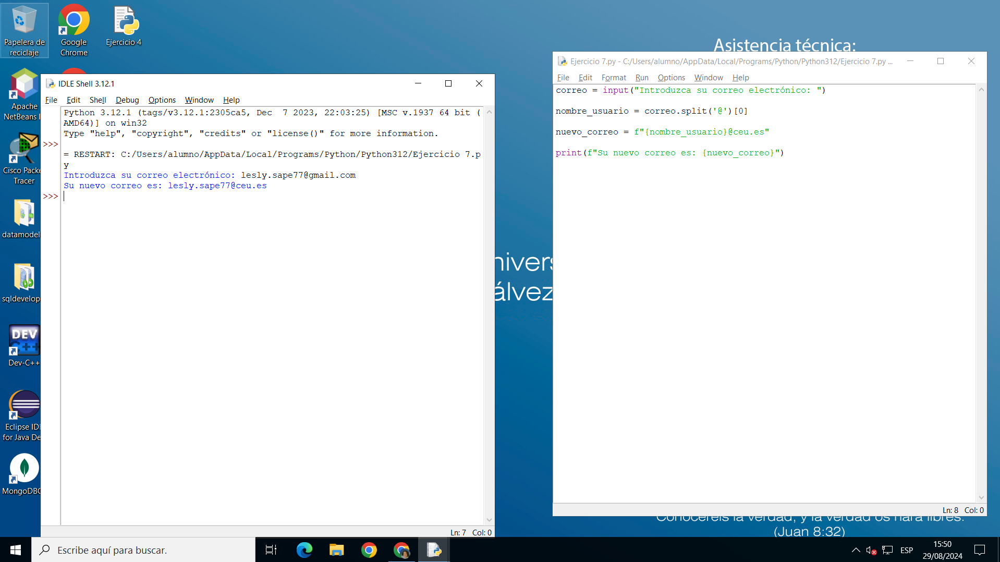 Papelera de
reciclaje
Google
Chrome
Ejercicio 4
Asistencia técnica:
Apache
NetBeans I
Cisco Packe
Tracer
datamodel
sqldevelop
DEV
C++
Dev-C++
Eclipse ID
for Java De
MongoDBC
IDLE Shell 3.12.1
File Edit Shell Debug Options Window Help
Python 3.12.1 (tags/v3.12.1:2305ca5, Dec  7 2023, 22:03:25) [MSC v.1937 64 bit (
AMD64)] on win32
Type "help", "copyright", "credits" or "license()" for more information.
>>>
= RESTART: C:/Users/alumno/AppData/Local/Programs/Python/Python312/Ejercicio 7.p
y
Introduzca su correo electrónico: lesly.sape77@gmail.com
Su nuevo correo es: lesly.sape77@ceu.es
>>>
Ln: 7 Col: 0
nivers
álvez
Ejercicio 7.py - C:/Users/alumno/AppData/Local/Programs/Python/Python312/Ejercicio 7.py ...
File Edit Format Run Options Window Help
correo = input("Introduzca su correo electrónico: ")
nombre_usuario = correo.split('@')[0]
nuevo_correo = f"{nombre_usuario}@ceu.es"
print(f"Su nuevo correo es: {nuevo_correo}")
Ln: 8 Col: 0
Conoceréis la verdad, y la verdad os hará libres.
(Juan 8:32)
Escribe aquí para buscar.
ESP
15:50
29/08/2024